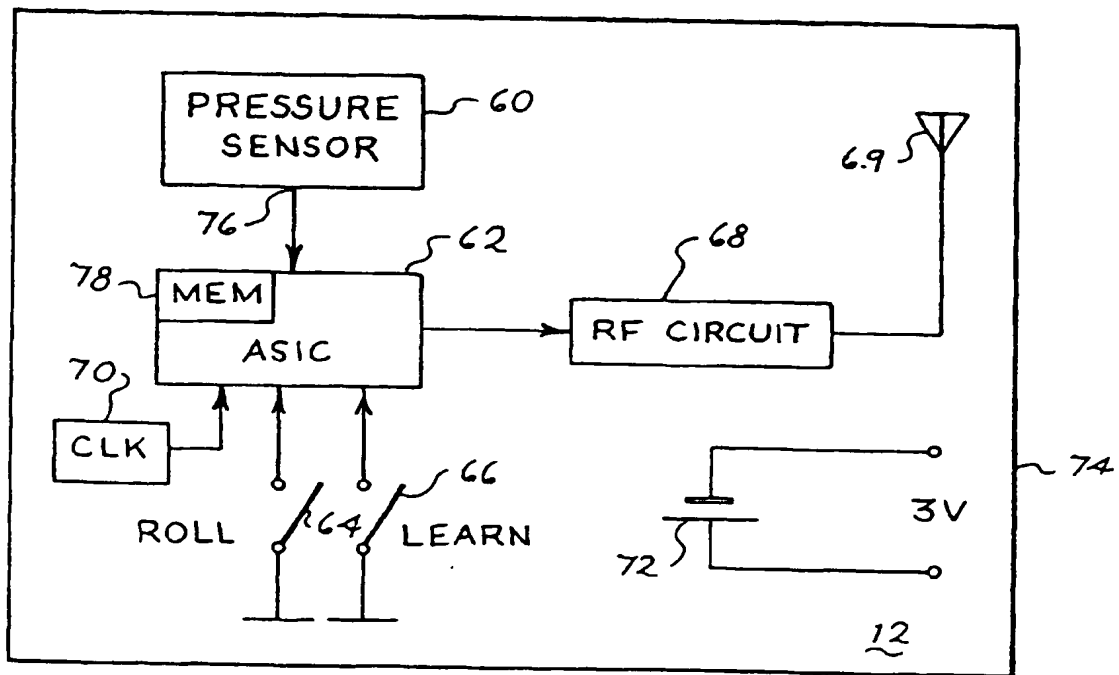 PRESSURE
SENSOR
60
76
62
78
MEM
ASIC
68
RF CIRCUIT
6.9
70
CLK
ROLL
64
66
LEARN
72
3V
74
12